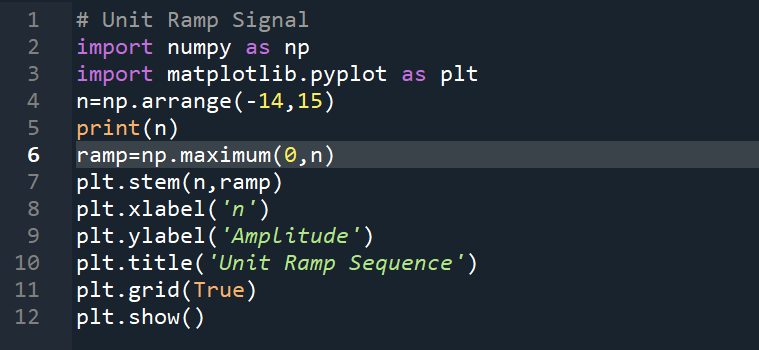 1 # Unit Ramp Signal
2 import numpy as np
3 import matplotlib.pyplot as plt
4 n=np.arrange(-14,15)
5 print(n)
6 ramp=np.maximum(0,n)
7 plt.stem(n,ramp)
8 plt.xlabel('n')
9 plt.ylabel('Amplitude')
10 plt.title('Unit Ramp Sequence')
11 plt.grid(True)
12 plt.show()